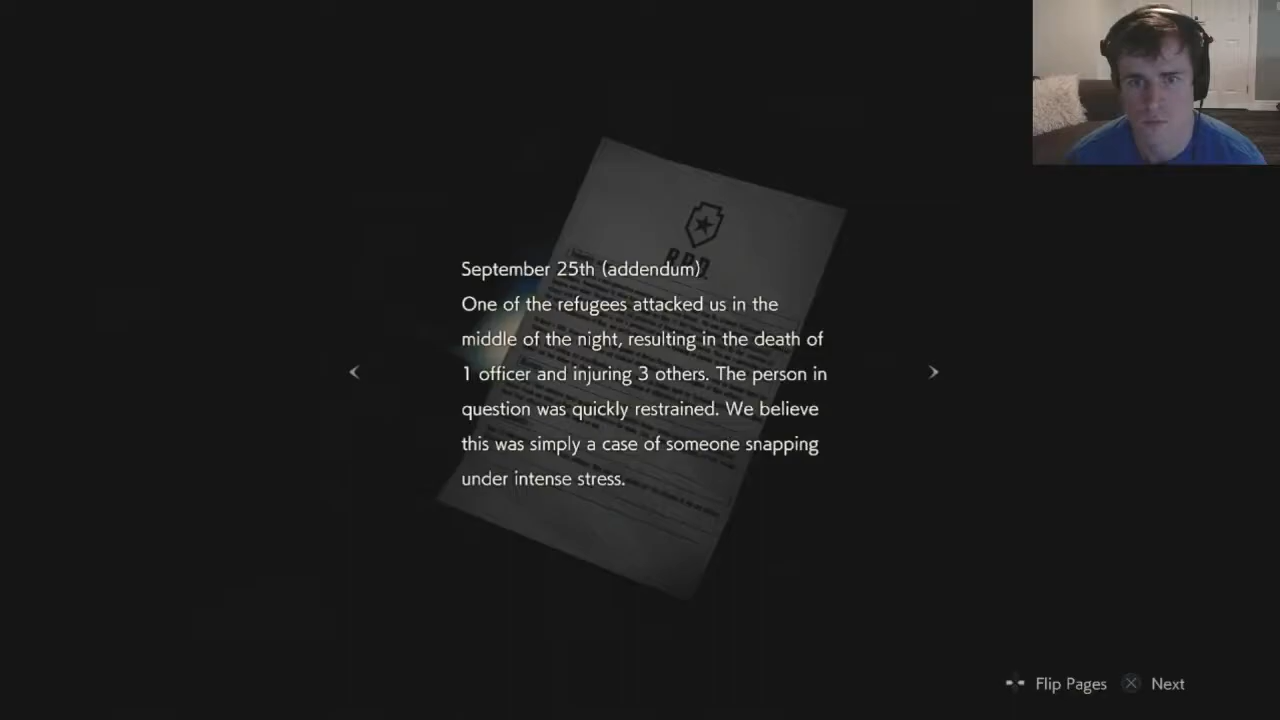 R.P.D.
September 25th (addendum)
One of the refugees attacked us in the
middle of the night, resulting in the death of
1 officer and injuring 3 others. The person in
question was quickly restrained. We believe
this was simply a case of someone snapping
under intense stress.
Flip Pages
Next